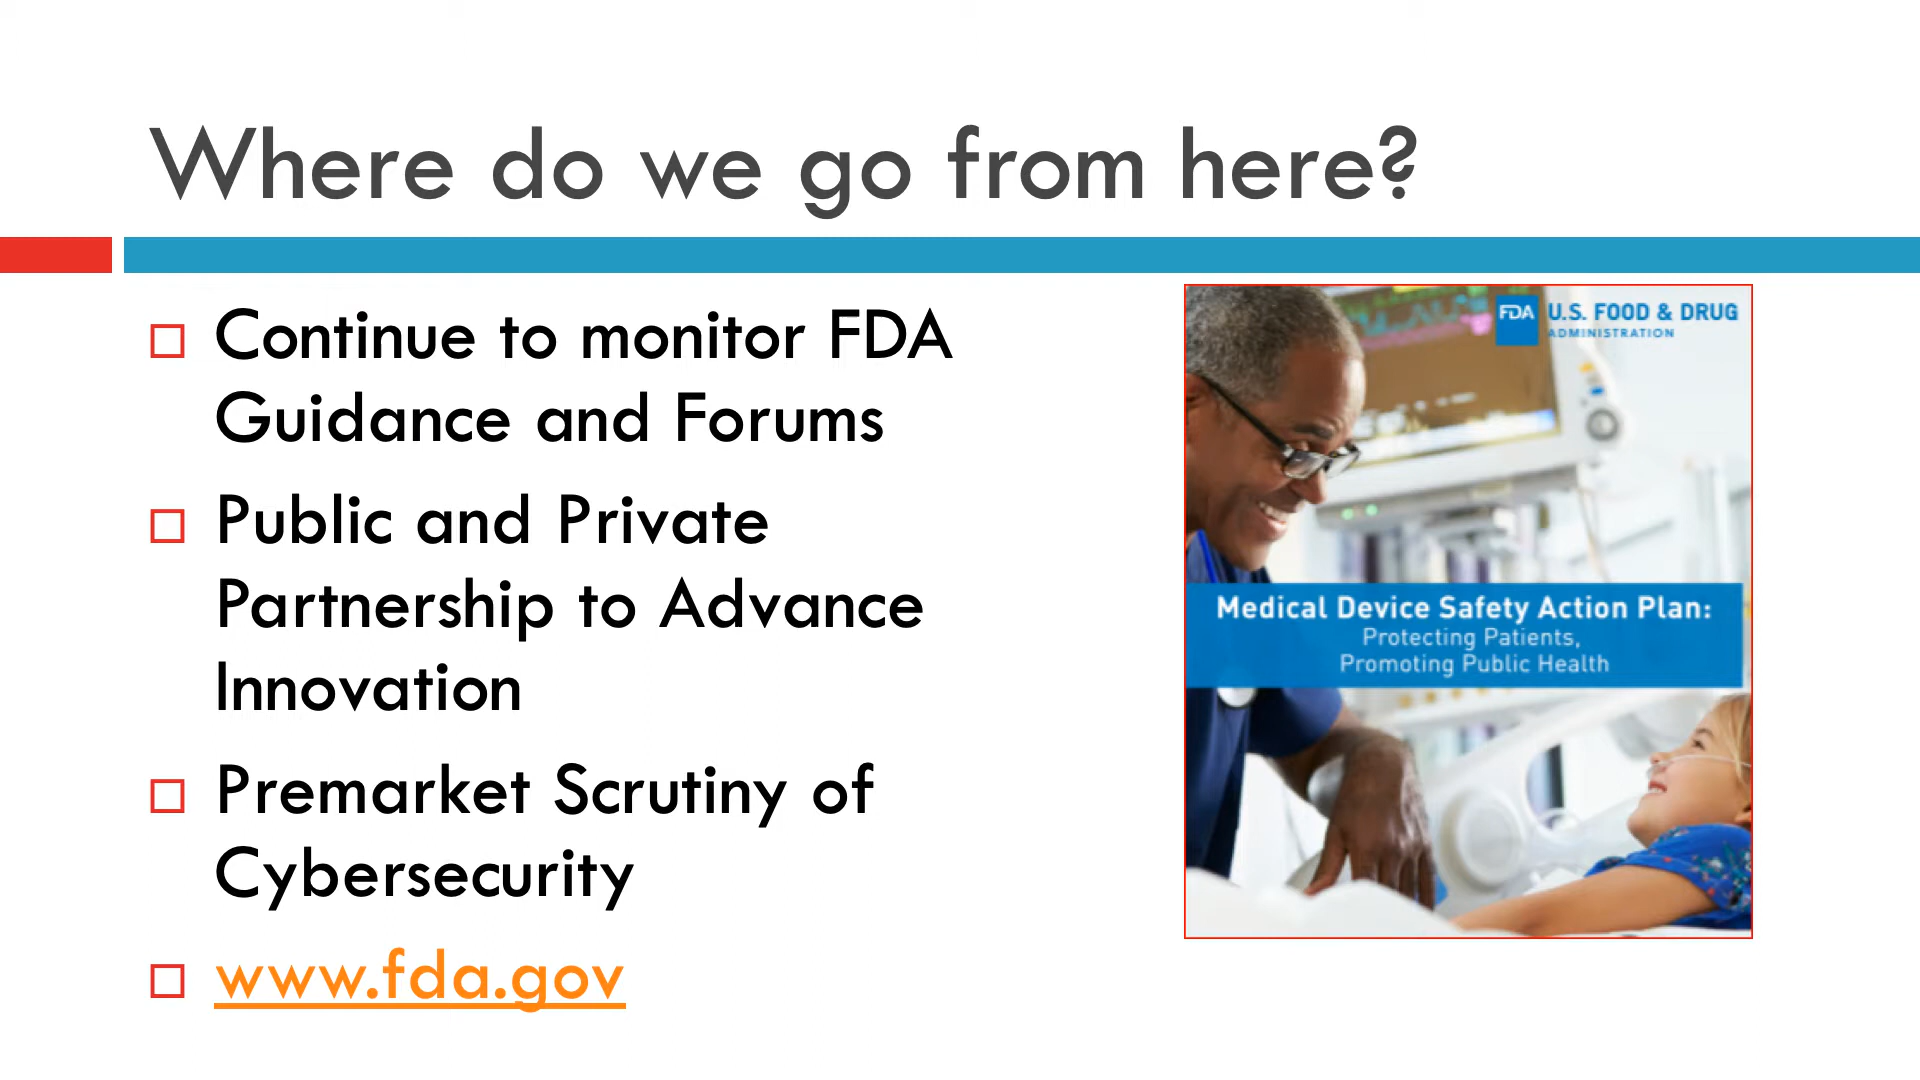 Where do we go from here?
Continue to monitor FDA
Guidance and Forums
Public and Private
Partnership to Advance
Innovation
Premarket Scrutiny of
Cybersecurity
www.fda.gov
FDA U.S. FOOD & DRUG
ADMINISTRATION
Medical Device Safety Action Plan:
Protecting Patients,
Promoting Public Health